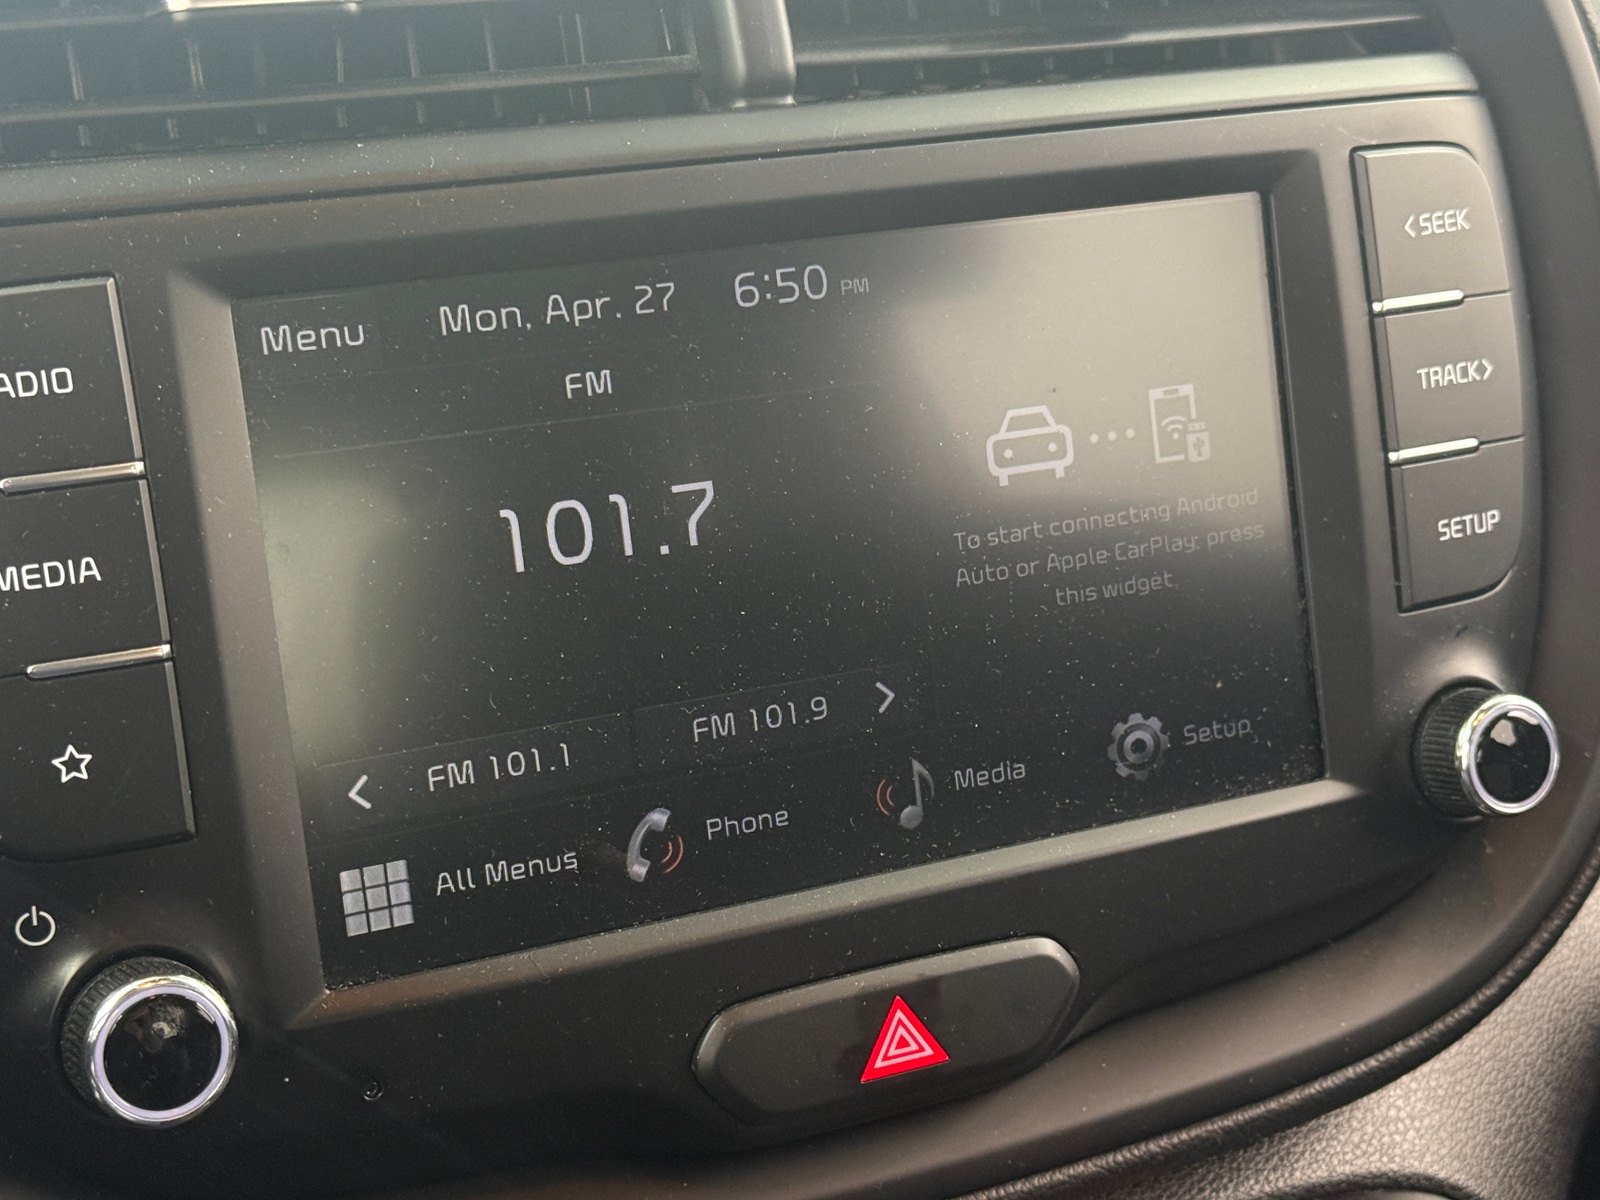 Menu Mon, Apr. 27 6:50 PM
FM
101.7
To start connecting Android
Auto or Apple CarPlay, press
this widget.
FM 101.1
FM 101.9
All Menus
Phone
Media
Setup
ADIO
MEDIA
<SEEK
TRACK>
SETUP